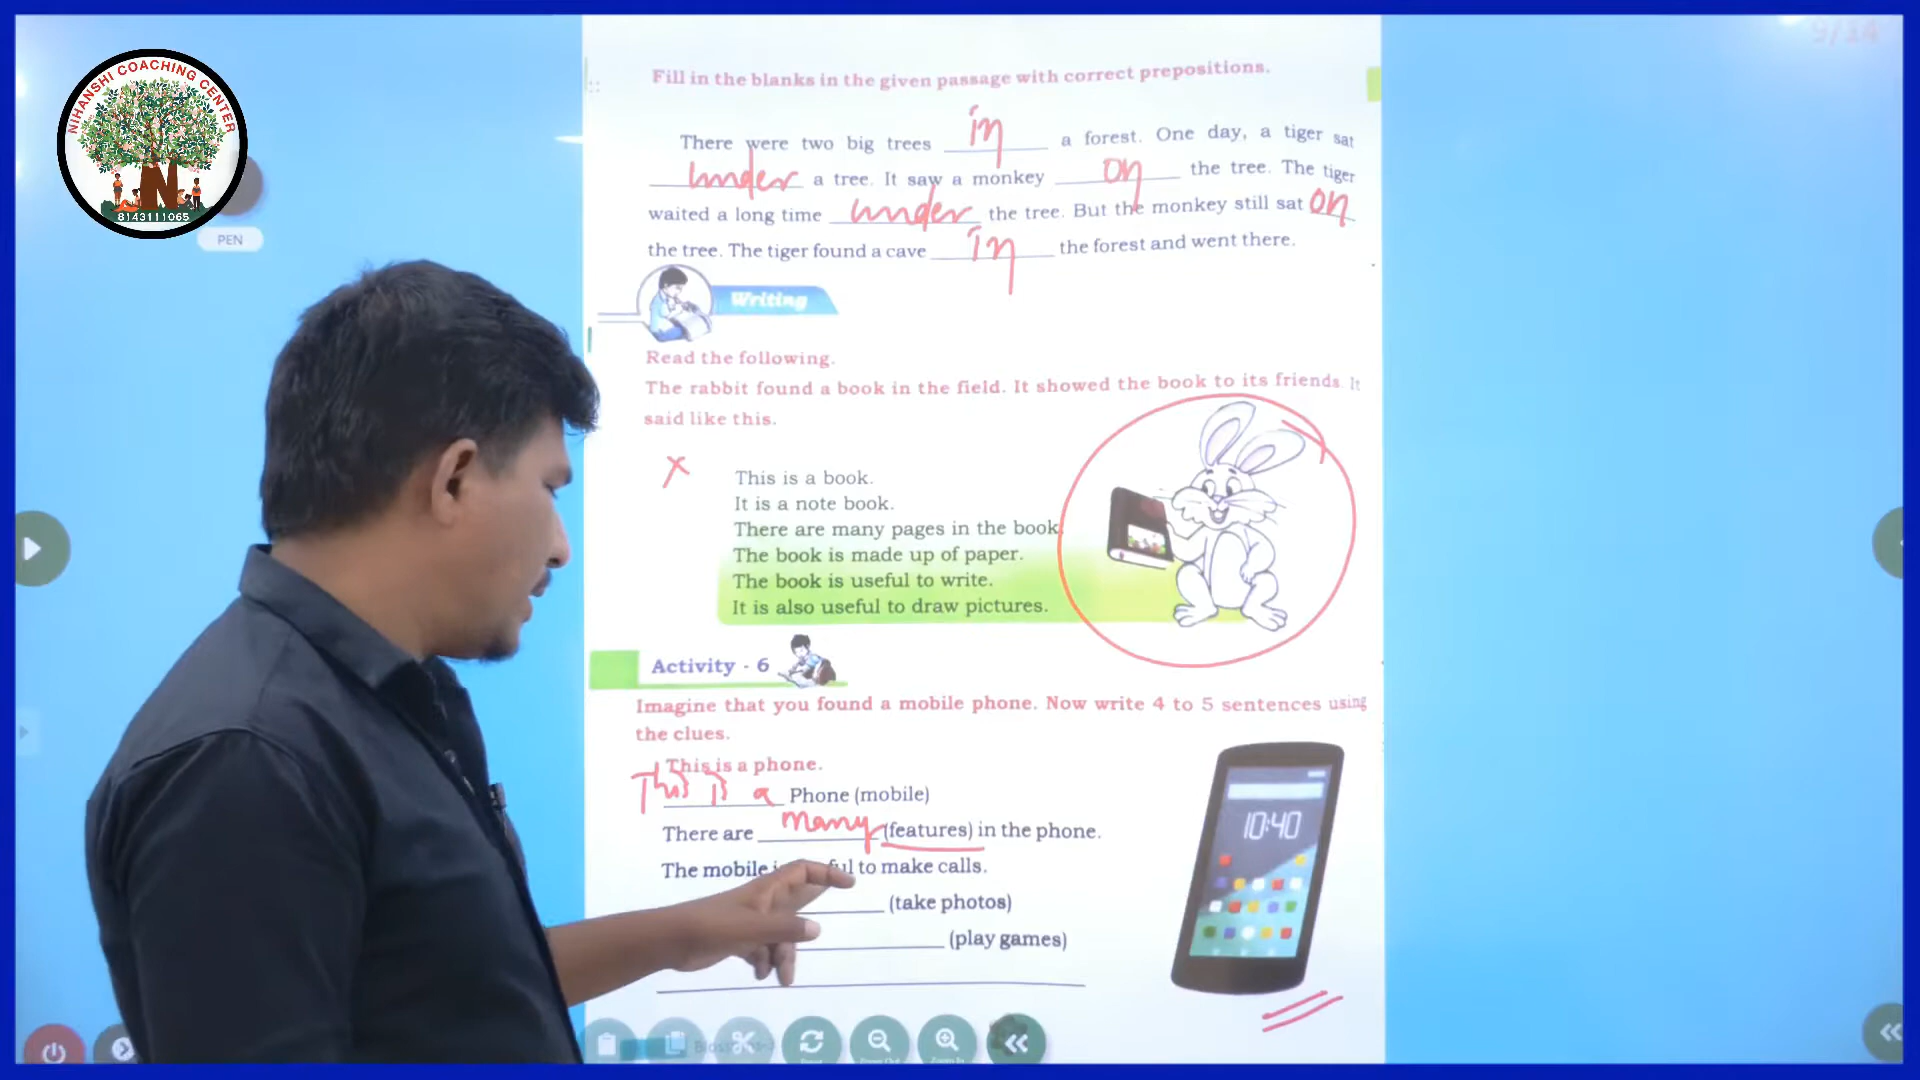 NIHANSHI COACHING CENTER
N
8143111065
PEN
9/14
Fill in the blanks in the given passage with correct prepositions.
There were two big trees in a forest. One day, a tiger sat
under a tree. It saw a monkey on the tree. The tiger
waited a long time under the tree. But the monkey still sat on
the tree. The tiger found a cave in the forest and went there.
Writing
Read the following.
The rabbit found a book in the field. It showed the book to its friends. It
said like this.
X
This is a book.
It is a note book.
There are many pages in the book
The book is made up of paper.
The book is useful to write.
It is also useful to draw pictures.
Activity - 6
Imagine that you found a mobile phone. Now write 4 to 5 sentences using
the clues.
This is a phone.
This is a Phone (mobile)
There are many (features) in the phone.
The mobile to make calls.
(take photos)
(play games)
10:40
Zoom Out
Zoom In